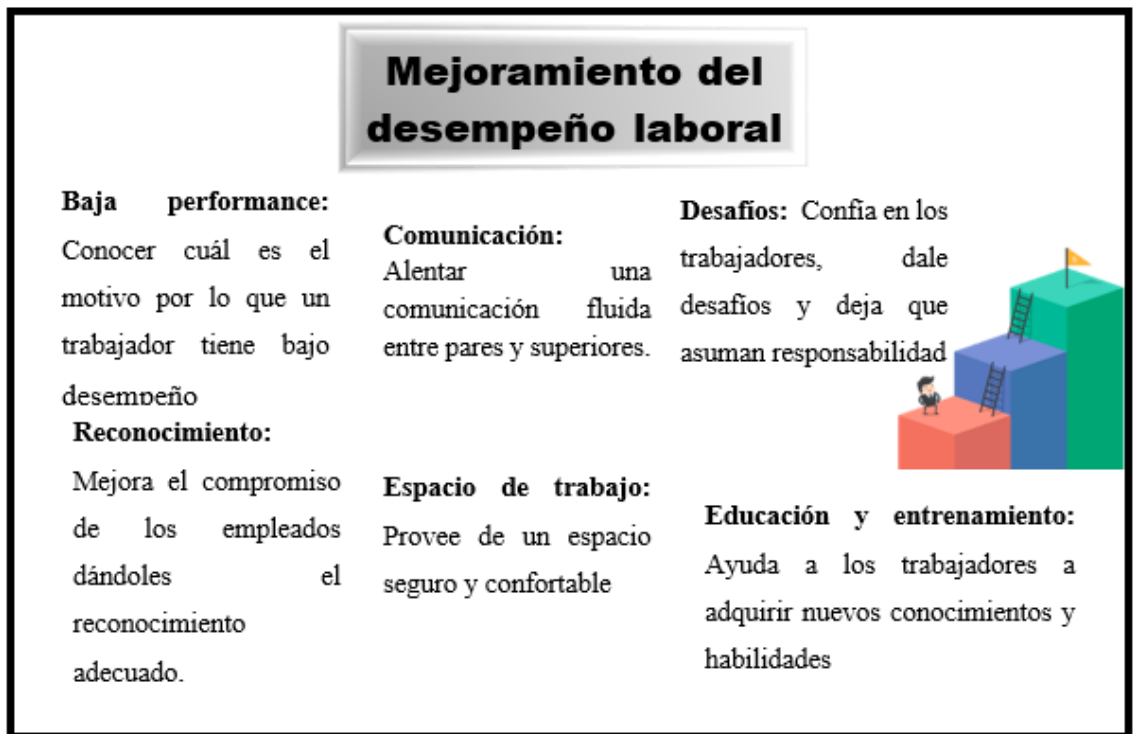 Mejoramiento del
desempeño laboral
Baja performance:
Conocer cuál es el
motivo por lo que un
trabajador tiene bajo
desempeño
Comunicación:
Alentar una
comunicación fluida
entre pares y superiores.
Desafíos: Confía en los
trabajadores, dale
desafíos y deja que
asuman responsabilidad
Reconocimiento:
Mejora el compromiso
de los empleados
dándoles el
reconocimiento
adecuado.
Espacio de trabajo:
Provee de un espacio
seguro y confortable
Educación y entrenamiento:
Ayuda a los trabajadores a
adquirir nuevos conocimientos y
habilidades